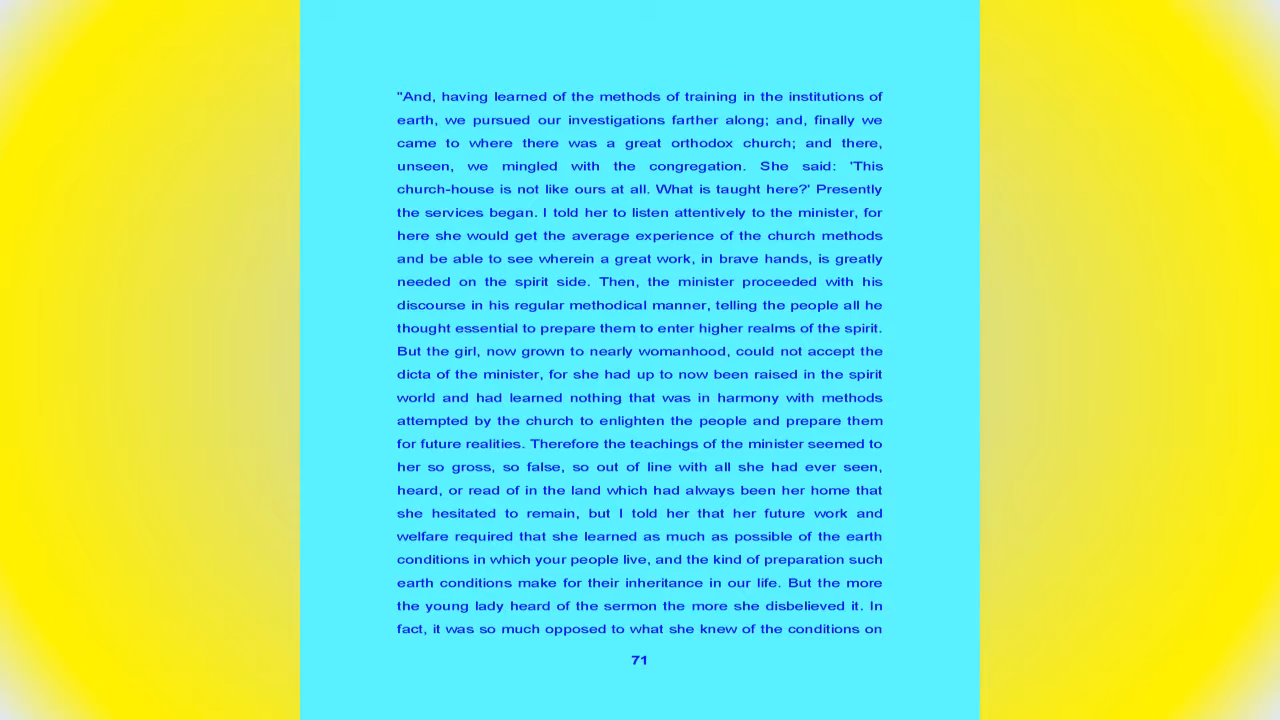 "And, having learned of the methods of training in the institutions of
earth, we pursued our investigations farther along; and, finally we
came to where there was a great orthodox church; and there,
unseen, we mingled with the congregation. She said: 'This
church-house is not like ours at all. What is taught here?' Presently
the services began. I told her to listen attentively to the minister, for
here she would get the average experience of the church methods
and be able to see wherein a great work, in brave hands, is greatly
needed on the spirit side. Then, the minister proceeded with his
discourse in his regular methodical manner, telling the people all he
thought essential to prepare them to enter higher realms of the spirit.
But the girl, now grown to nearly womanhood, could not accept the
dicta of the minister, for she had up to now been raised in the spirit
world and had learned nothing that was in harmony with methods
attempted by the church to enlighten the people and prepare them
for future realities. Therefore the teachings of the minister seemed to
her so gross, so false, so out of line with all she had ever seen,
heard, or read of in the land which had always been her home that
she hesitated to remain, but I told her that her future work and
welfare required that she learned as much as possible of the earth
conditions in which your people live, and the kind of preparation such
earth conditions make for their inheritance in our life. But the more
the young lady heard of the sermon the more she disbelieved it. In
fact, it was so much opposed to what she knew of the conditions on
71